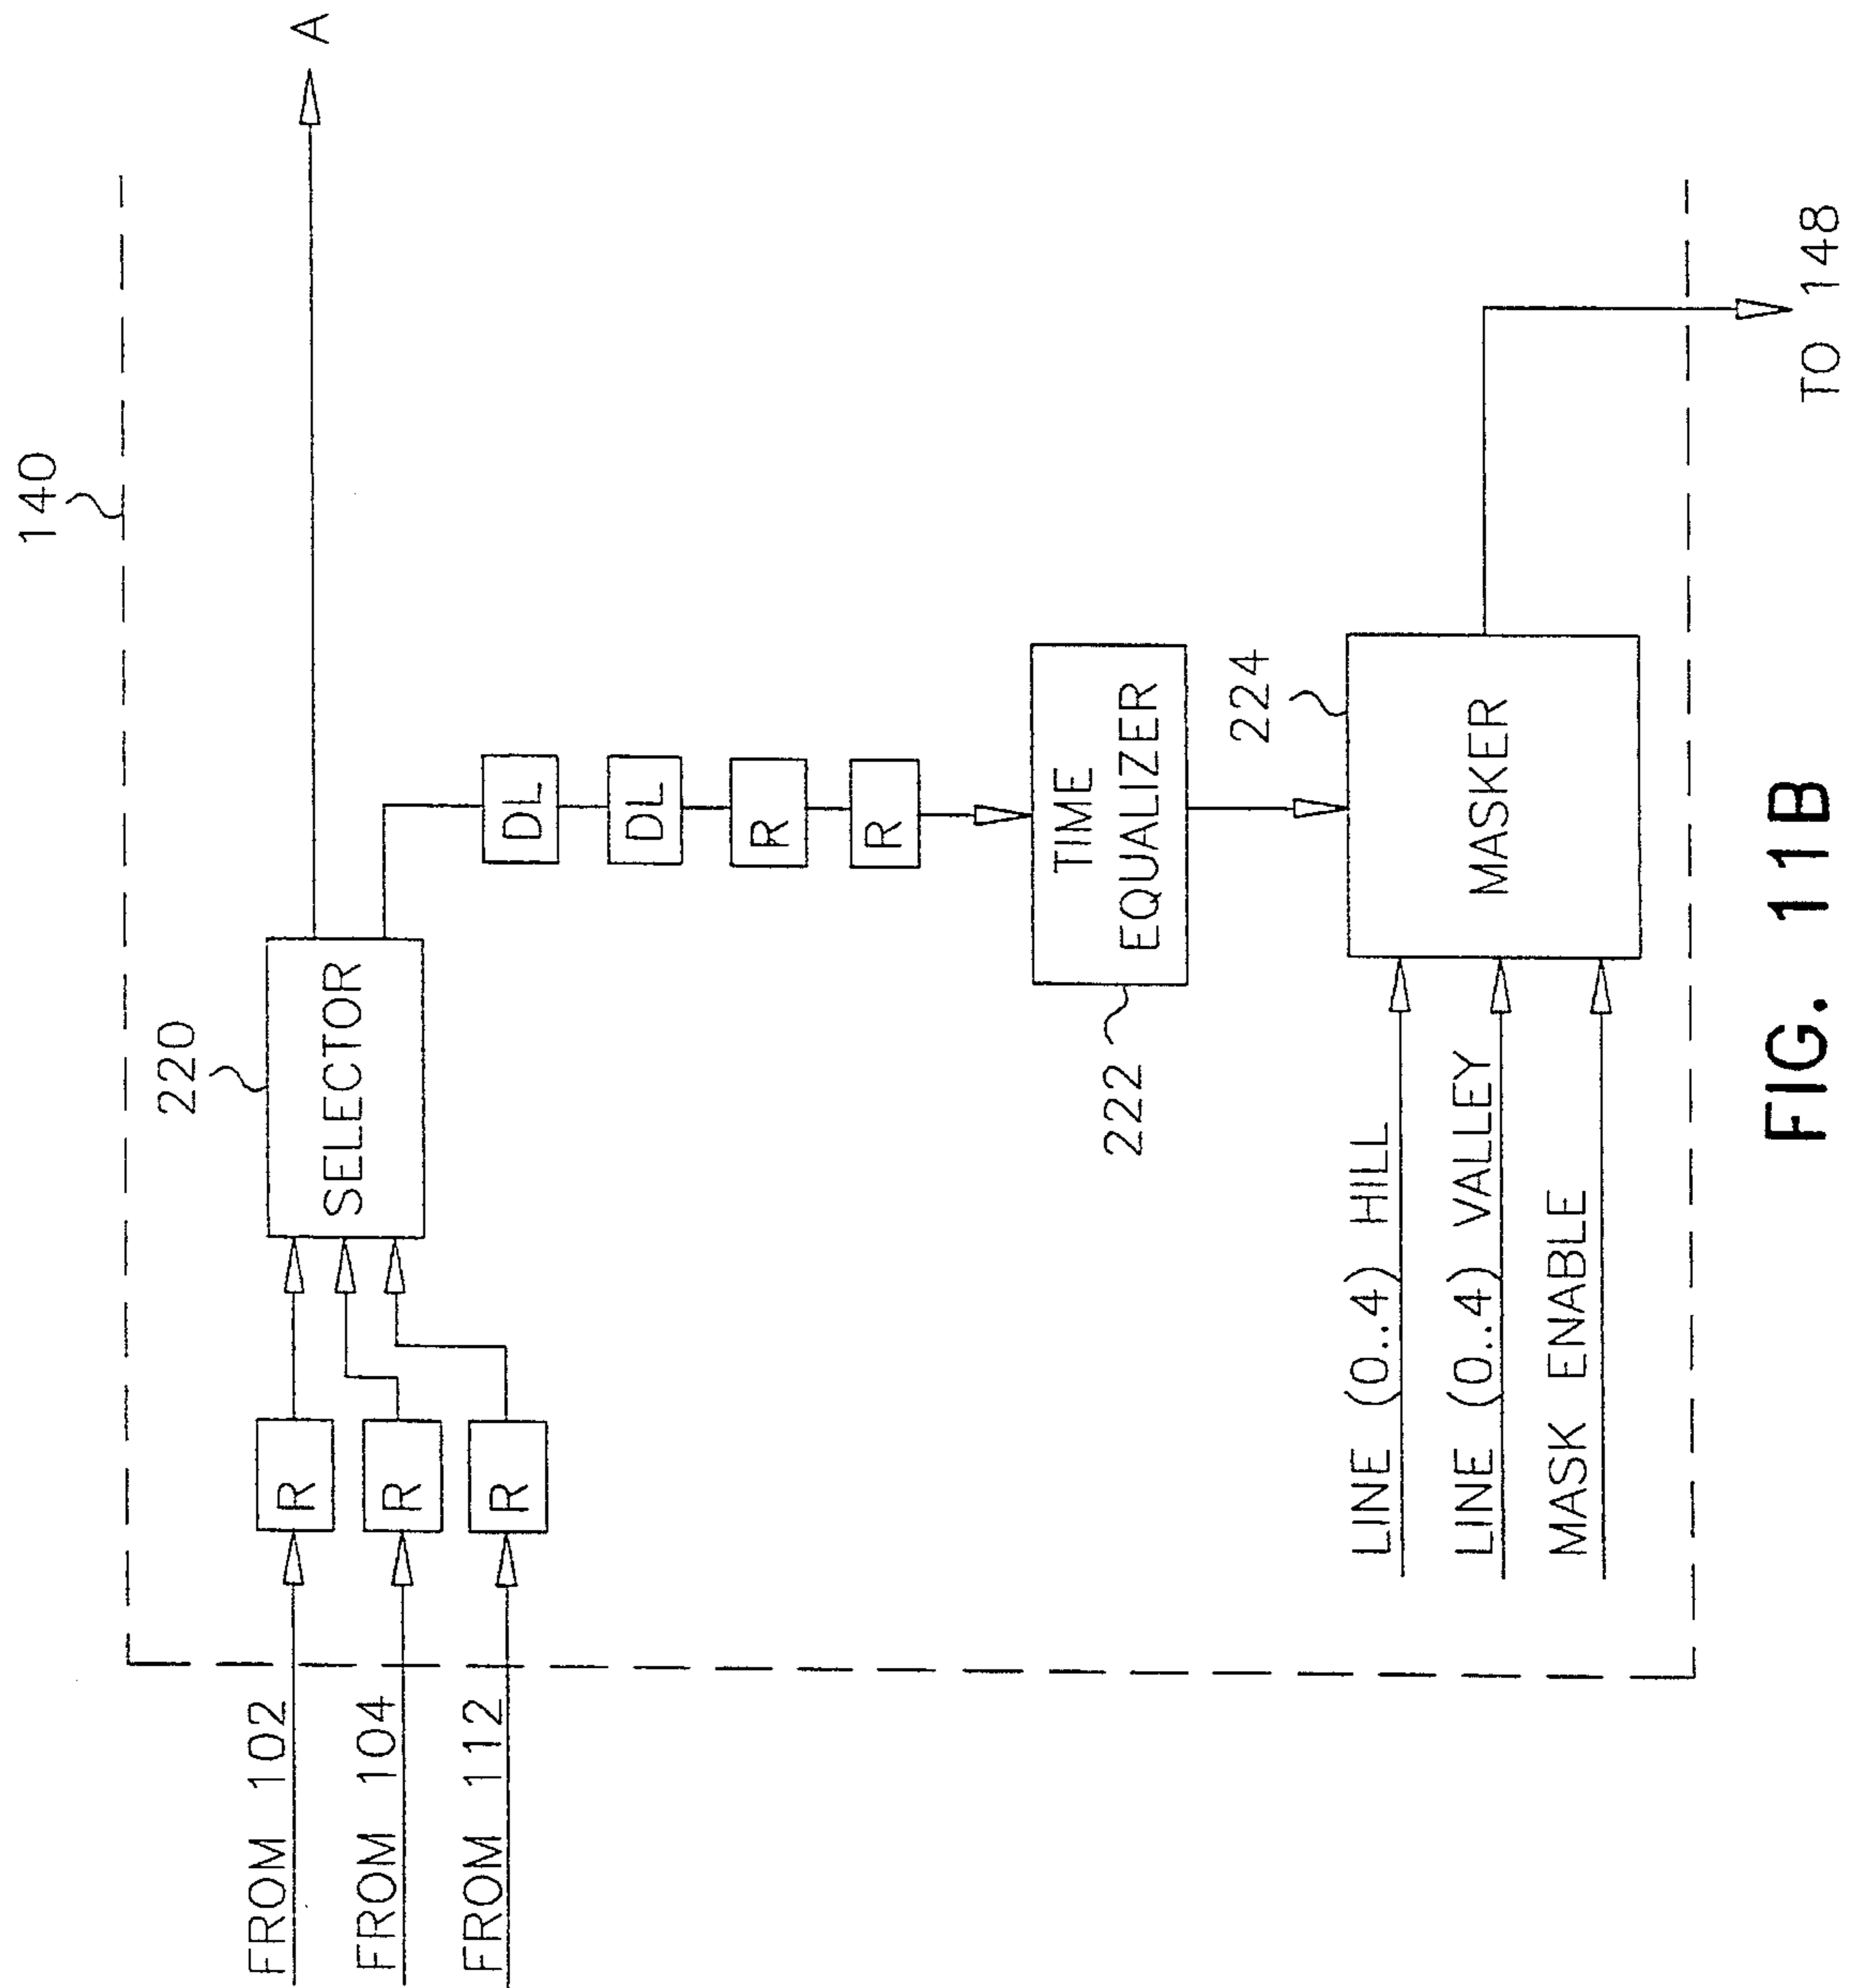 140
A
220
FROM 102
R
SELECTOR
FROM 104
R
FROM 112
R
DL
DL
R
R
222
TIME
EQUALIZER
224
LINE (0..4) HILL
LINE (0..4) VALLEY
MASK ENABLE
MASKER
TO 148
FIG. 11B